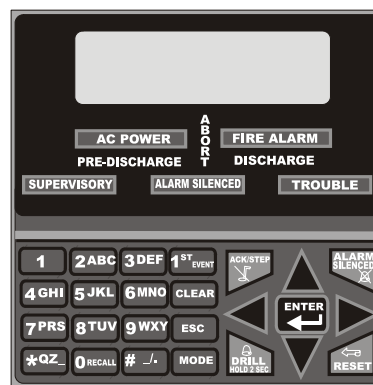 ABORT
AC POWER FIRE ALARM
PRE-DISCHARGE DISCHARGE
SUPERVISORY ALARM SILENCED TROUBLE
1 2ABC 3DEF 1ST EVENT ACK/STEP ALARM SILENCED
4GHI 5JKL 6MNO CLEAR
ENTER
7PRS 8TUV 9WXY ESC
*QZ_ 0RECALL # _/. MODE DRILL HOLD 2 SEC RESET